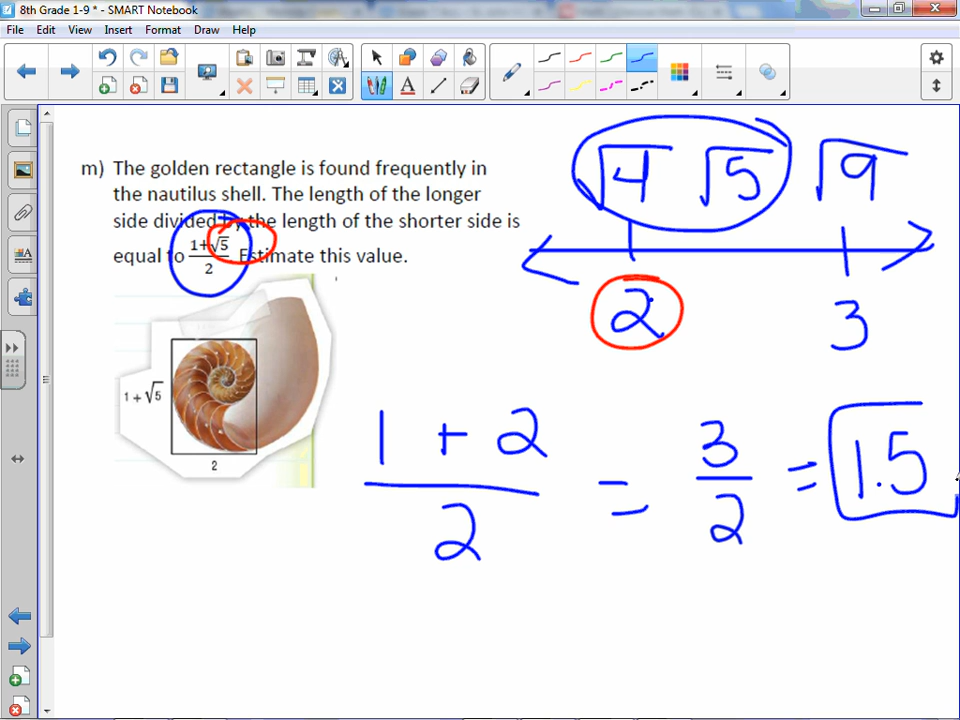 8th Grade 1-9 * - SMART Notebook
File Edit View Insert Format Draw Help
m) The golden rectangle is found frequently in
the nautilus shell. The length of the longer
side divided by the length of the shorter side is
equal to (1+√5)/2. Estimate this value.
√4 √5 √9
2 3
1 + √5
2
(1 + 2)/2 = 3/2 = 1.5